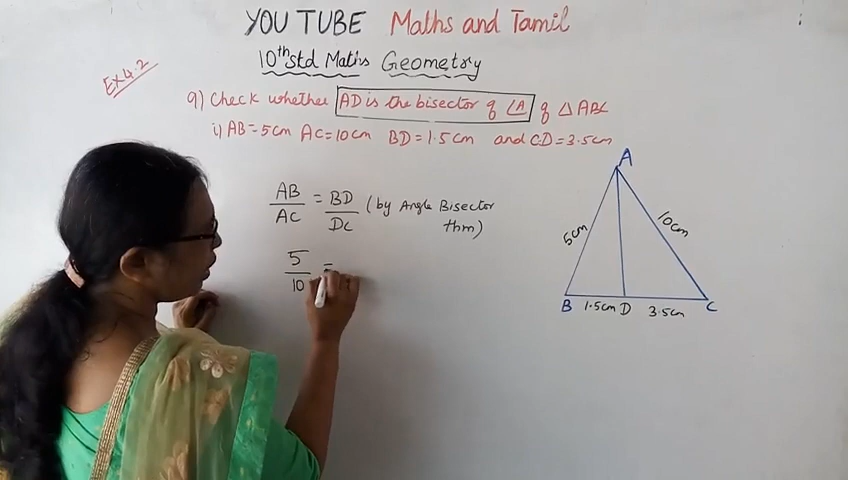 YOU TUBE Maths and Tamil
10th Std Maths Geometry
Ex 4.2
9) Check whether AD is the bisector of ∠A of △ABC
i) AB=5cm AC=10cm BD=1.5cm and CD=3.5cm
AB/AC = BD/DC (by Angle Bisector
thm)
5/10 =
A
5cm
10cm
B 1.5cm D 3.5cm C